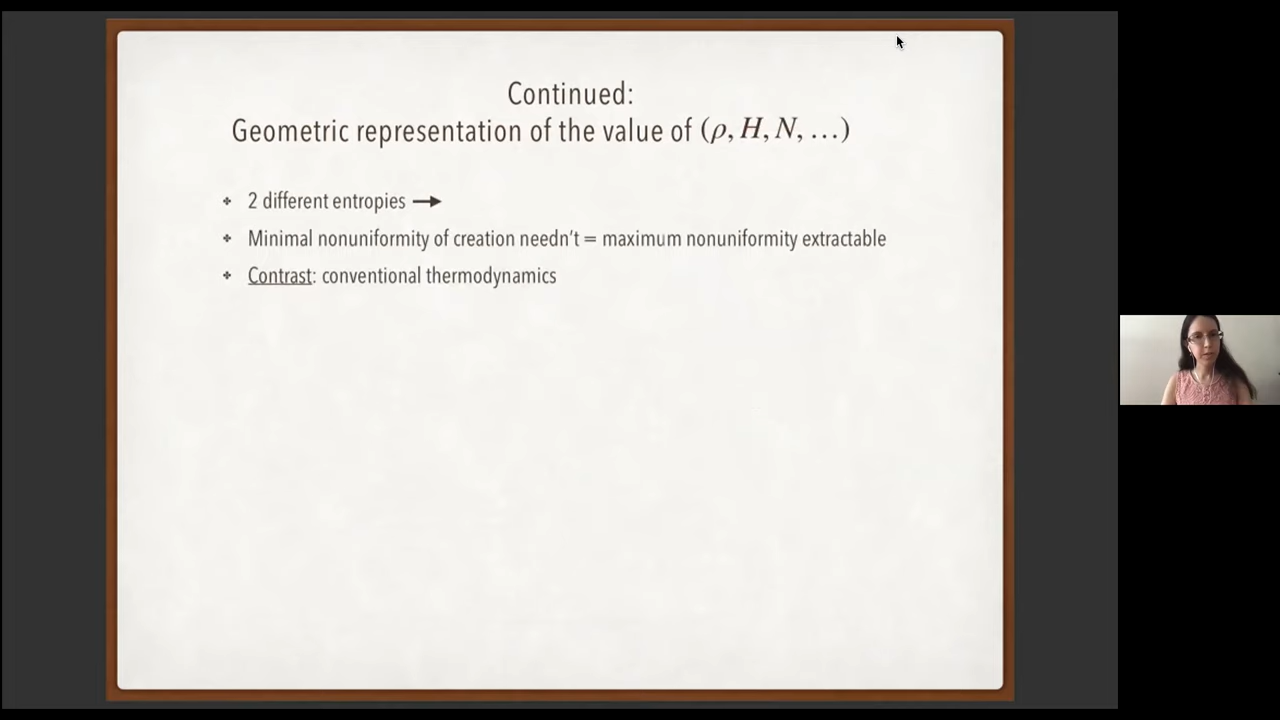 Continued:
Geometric representation of the value of (ρ, H, N, …)
2 different entropies →
Minimal nonuniformity of creation needn't = maximum nonuniformity extractable
Contrast: conventional thermodynamics